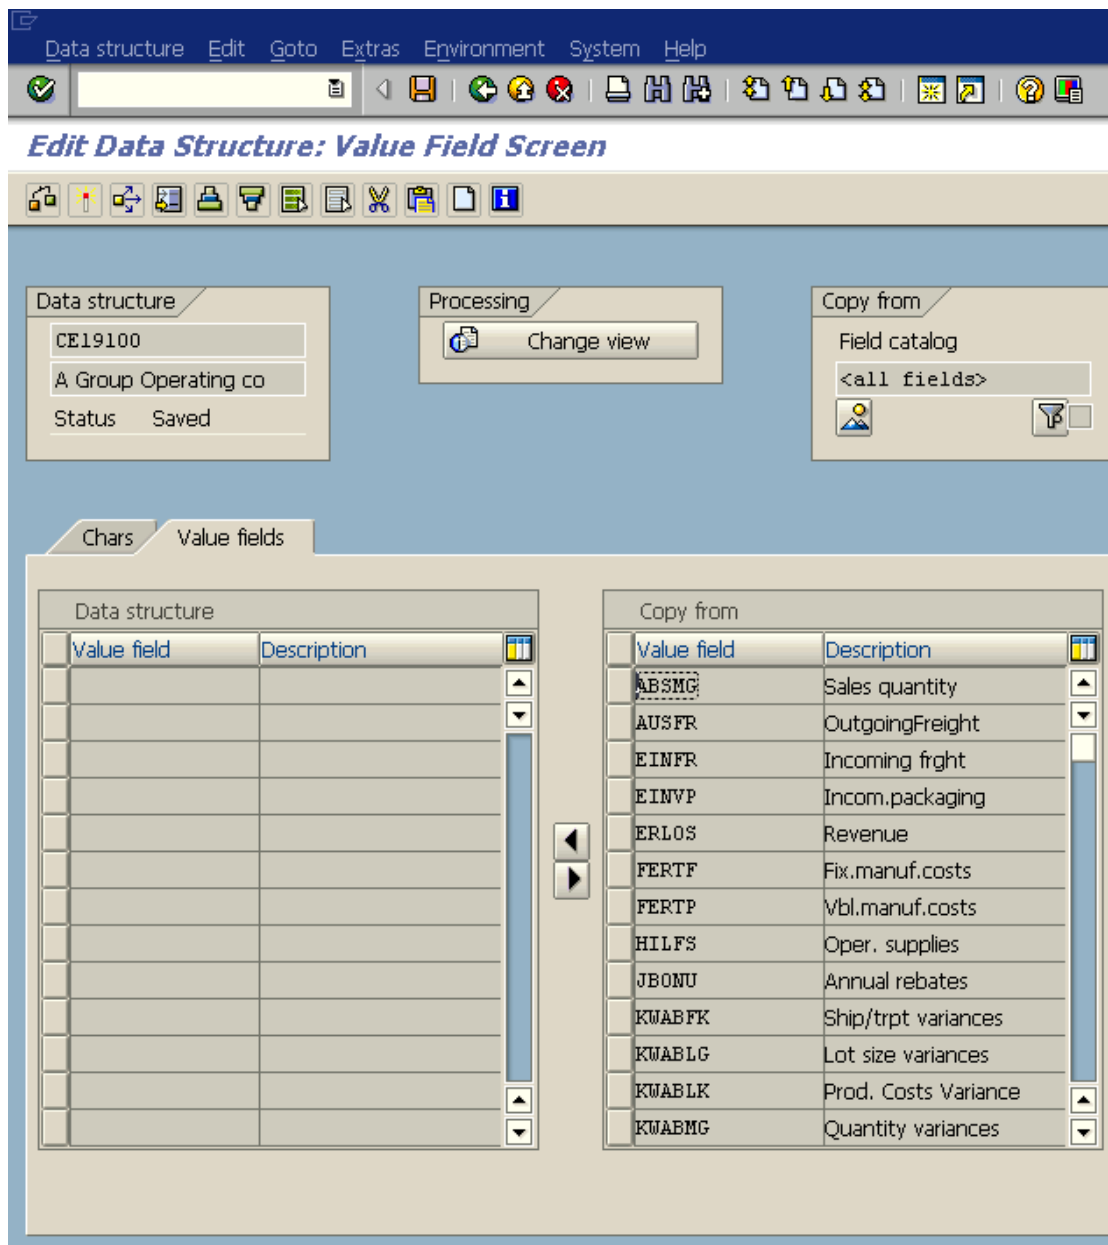 Data structure Edit Goto Extras Environment System Help
Edit Data Structure: Value Field Screen
Data structure
Processing
Copy from
CE19100
Change view
Field catalog
A Group Operating co
<all fields>
Status Saved
Chars Value fields
Data structure
Copy from
Value field Description
Value field Description
ABSMG Sales quantity
AUSFR OutgoingFreight
EINFR Incoming frght
EINVP Incom.packaging
ERLOS Revenue
FERTF Fix.manuf.costs
FERTP Vbl.manuf.costs
HILFS Oper. supplies
JBONU Annual rebates
KWABFK Ship/trpt variances
KWABLG Lot size variances
KWABLK Prod. Costs Variance
KWABMG Quantity variances